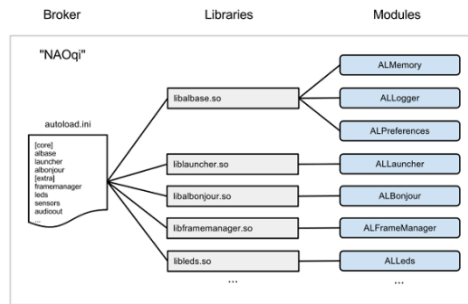 Broker
Libraries
Modules
"NAOqi"
autoload.ini
[core]
albase
launcher
albonjour
[extra]
framemanager
leds
sensors
audioout
...
libalbase.so
liblauncher.so
libalbonjour.so
libframemanager.so
libleds.so
...
ALMemory
ALLogger
ALPreferences
ALLauncher
ALBonjour
ALFrameManager
ALLeds
...